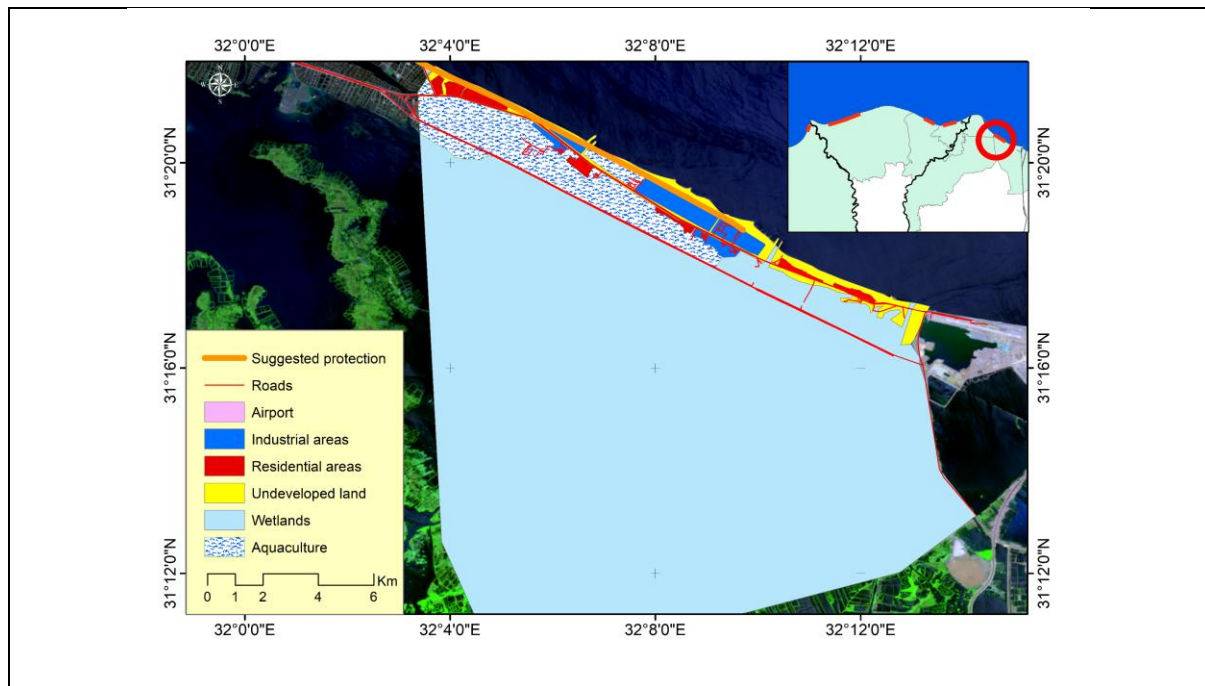 32°0'0"E 32°4'0"E 32°8'0"E 32°12'0"E
N
W E
S
31°20'0"N 31°20'0"N
31°16'0"N 31°16'0"N
31°12'0"N 31°12'0"N
Suggested protection
Roads
Airport
Industrial areas
Residential areas
Undeveloped land
Wetlands
Aquaculture
Km
0 1 2 4 6
32°0'0"E 32°4'0"E 32°8'0"E 32°12'0"E